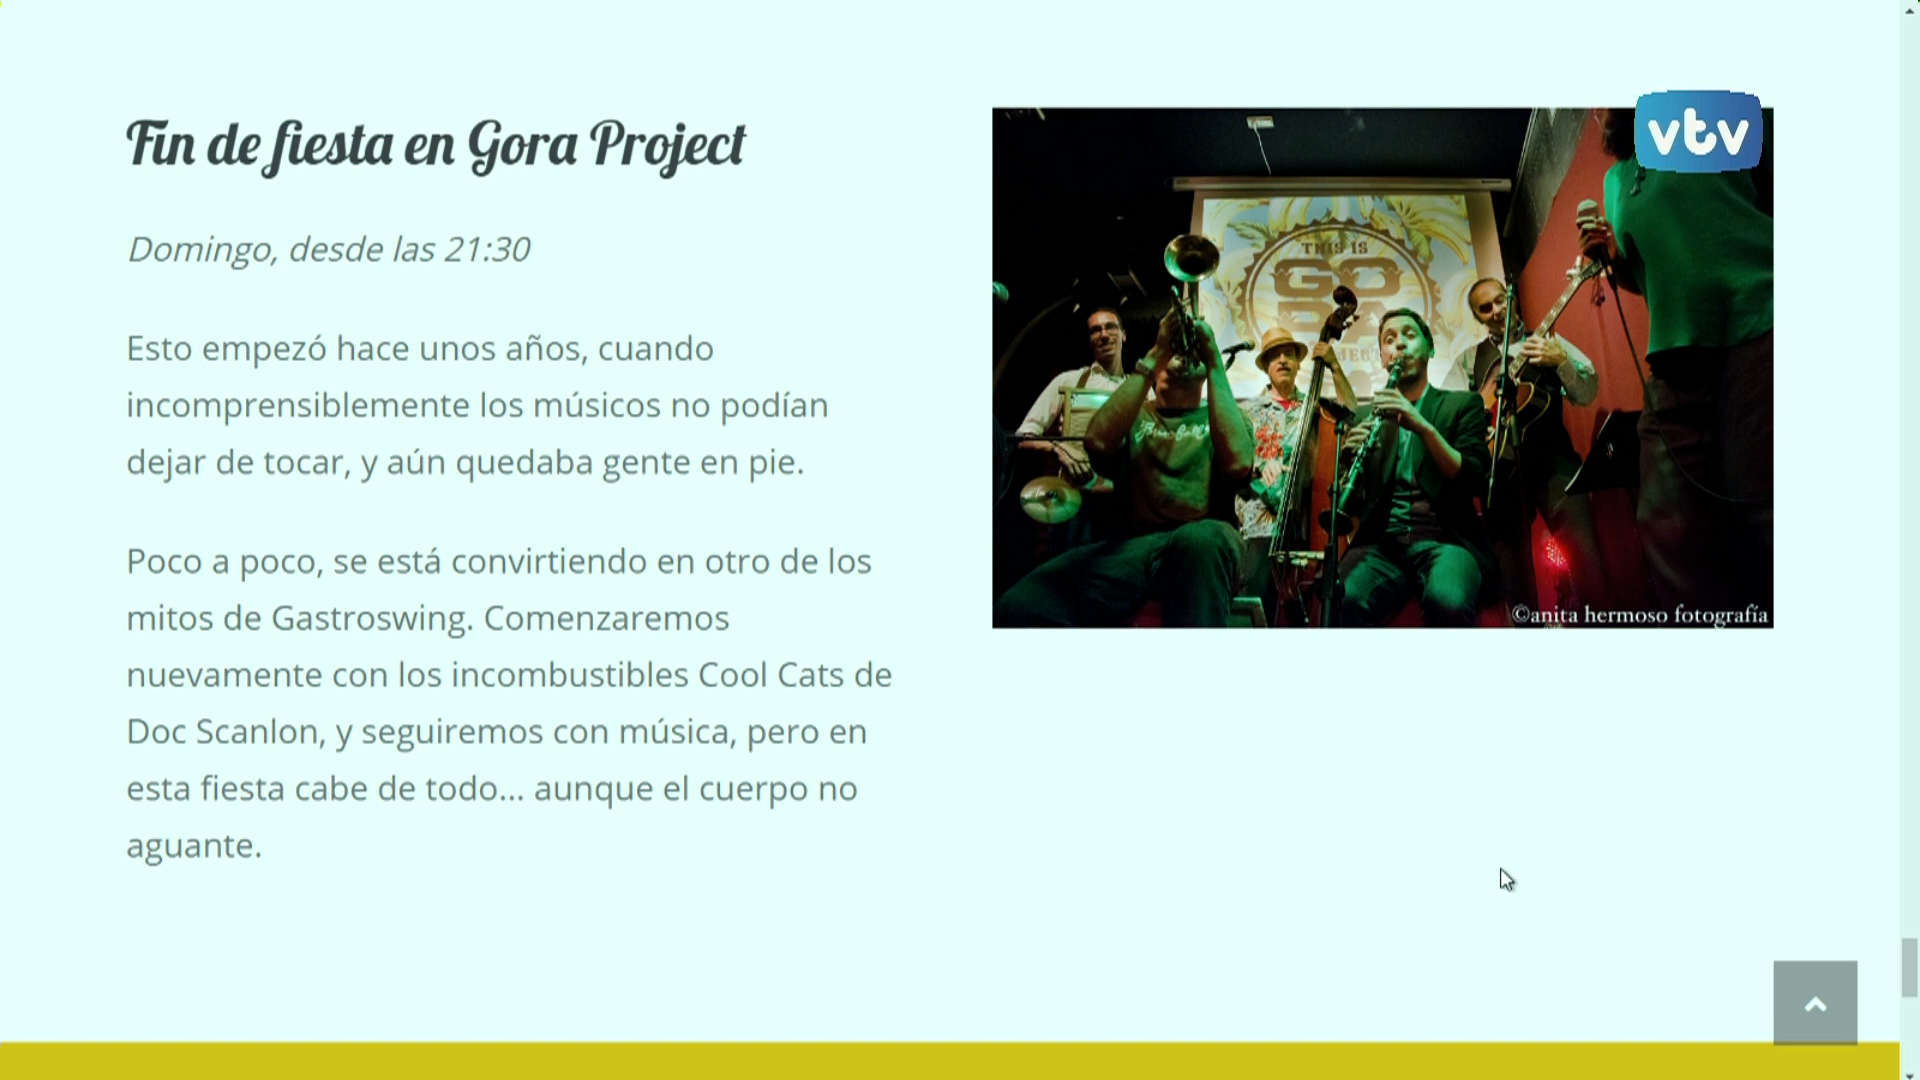 Fin de fiesta en Gora Project
Domingo, desde las 21:30
Esto empezó hace unos años, cuando
incomprensiblemente los músicos no podían
dejar de tocar, y aún quedaba gente en pie.
Poco a poco, se está convirtiendo en otro de los
mitos de Gastroswing. Comenzaremos
nuevamente con los incombustibles Cool Cats de
Doc Scanlon, y seguiremos con música, pero en
esta fiesta cabe de todo... aunque el cuerpo no
aguante.
vtv
THIS IS
GO
©anita hermoso fotografía